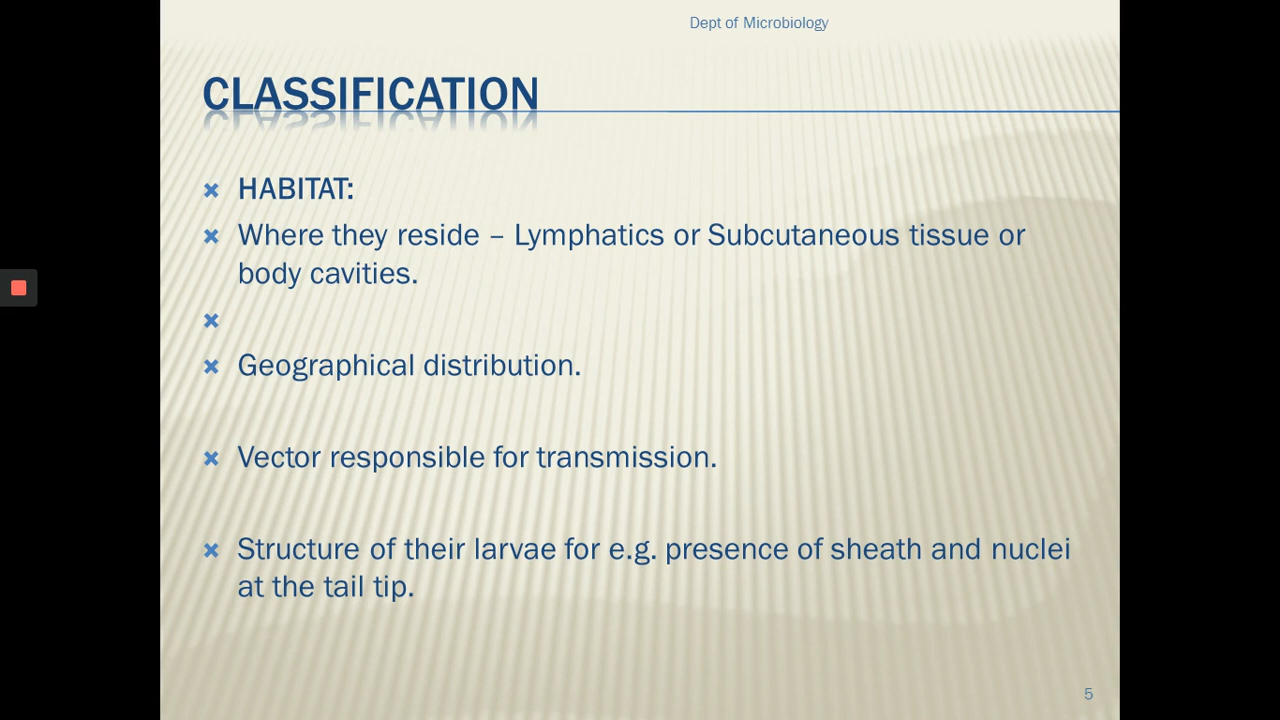 Dept of Microbiology
CLASSIFICATION
HABITAT:
Where they reside – Lymphatics or Subcutaneous tissue or
body cavities.
Geographical distribution.
Vector responsible for transmission.
Structure of their larvae for e.g. presence of sheath and nuclei
at the tail tip.
5